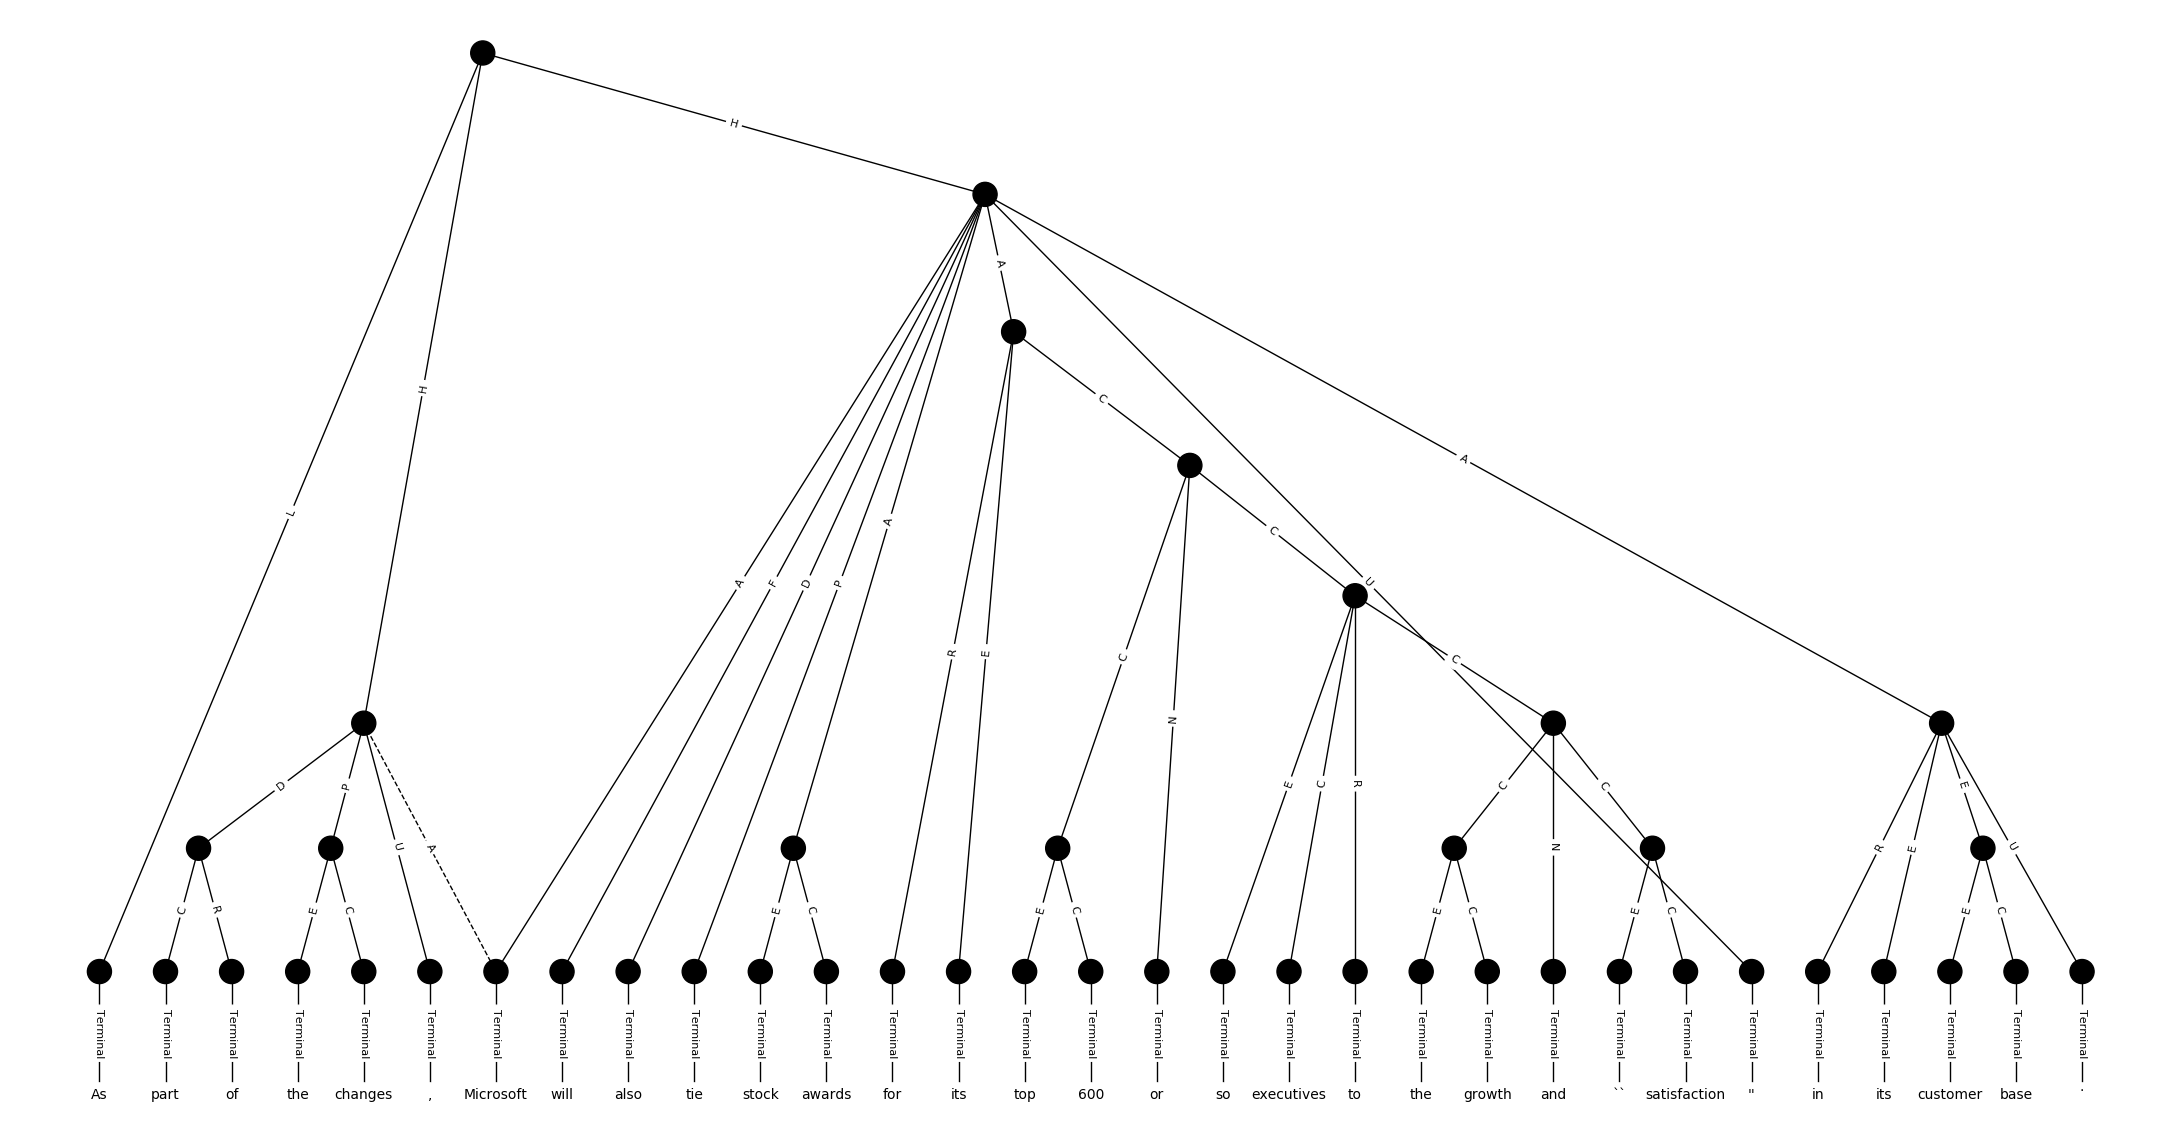 H
A
H
C
A
L
A
C
U
A
F
D
P
R
E
C
C
N
D
P
E
C
R
C
C
U
A
N
R
E
E
U
C
R
E
C
E
C
E
C
E
C
E
C
E
C
Terminal Terminal Terminal Terminal Terminal Terminal Terminal Terminal Terminal Terminal Terminal Terminal Terminal Terminal Terminal Terminal Terminal Terminal Terminal Terminal Terminal Terminal Terminal Terminal Terminal Terminal Terminal Terminal Terminal Terminal Terminal
As part of the changes , Microsoft will also tie stock awards for its top 600 or so executives to the growth and `` satisfaction " in its customer base .